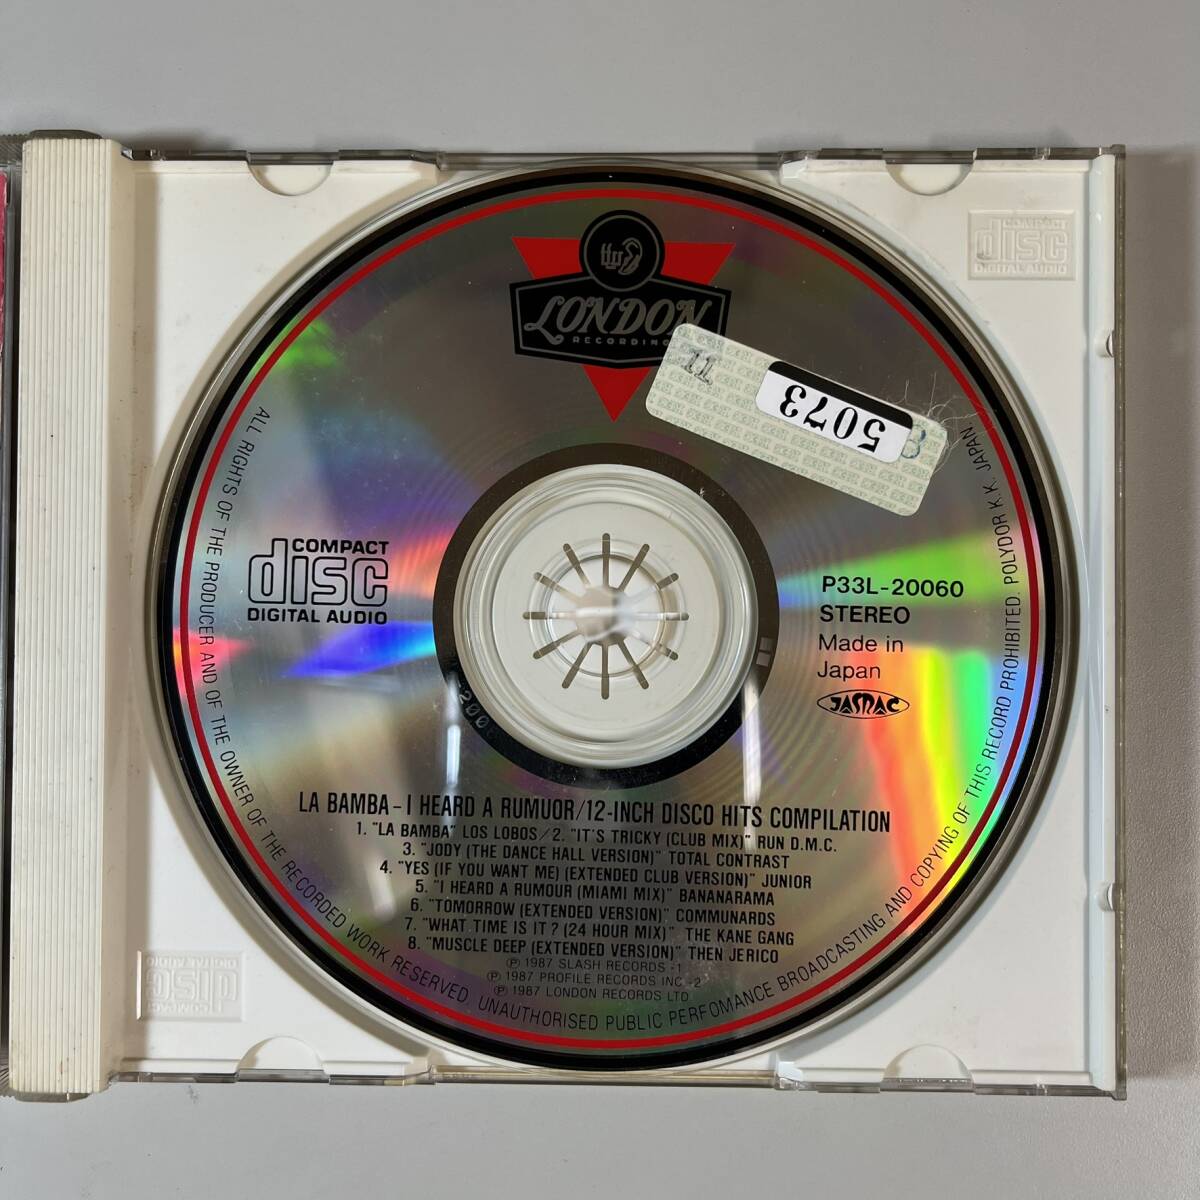 LONDON
RECORDINGS
11
5073
COMPACT
disc
DIGITAL AUDIO
COMPACT
disc
DIGITAL AUDIO
P33L-20060
STEREO
Made in
Japan
JASRAC
LA BAMBA–I HEARD A RUMUOR/12-INCH DISCO HITS COMPILATION
1. "LA BAMBA" LOS LOBOS/2. "IT'S TRICKY (CLUB MIX)" RUN D.M.C.
3. "JODY (THE DANCE HALL VERSION)" TOTAL CONTRAST
4. "YES (IF YOU WANT ME) (EXTENDED CLUB VERSION)" JUNIOR
5. "I HEARD A RUMOUR (MIAMI MIX)" BANANARAMA
6. "TOMORROW (EXTENDED VERSION)" COMMUNARDS
7. "WHAT TIME IS IT? (24 HOUR MIX)" THE KANE GANG
8. "MUSCLE DEEP (EXTENDED VERSION)" THEN JERICO
℗ 1987 SLASH RECORDS -1
℗ 1987 PROFILE RECORDS INC -2
℗ 1987 LONDON RECORDS LTD.
ALL RIGHTS OF THE PRODUCER AND OF THE OWNER OF THE RECORDED WORK RESERVED. UNAUTHORISED PUBLIC PERFOMANCE BROADCASTING AND COPYING OF THIS RECORD PROHIBITED. POLYDOR K.K. JAPAN.
COMPACT
disc
DIGITAL AUDIO